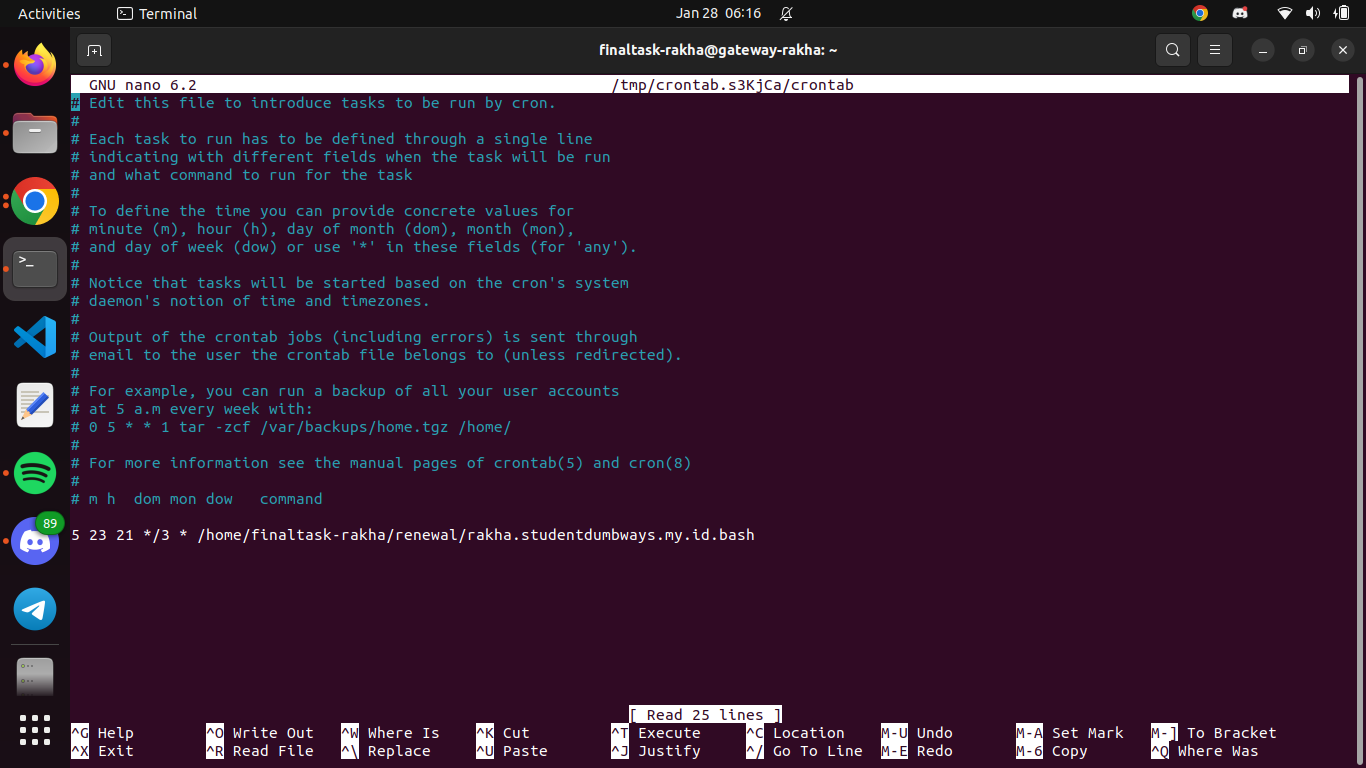 Activities
Terminal
Jan 28 06:16
finaltask-rakha@gateway-rakha: ~
GNU nano 6.2 /tmp/crontab.s3KjCa/crontab
# Edit this file to introduce tasks to be run by cron.
#
# Each task to run has to be defined through a single line
# indicating with different fields when the task will be run
# and what command to run for the task
#
# To define the time you can provide concrete values for
# minute (m), hour (h), day of month (dom), month (mon),
# and day of week (dow) or use '*' in these fields (for 'any').
#
# Notice that tasks will be started based on the cron's system
# daemon's notion of time and timezones.
#
# Output of the crontab jobs (including errors) is sent through
# email to the user the crontab file belongs to (unless redirected).
#
# For example, you can run a backup of all your user accounts
# at 5 a.m every week with:
# 0 5 * * 1 tar -zcf /var/backups/home.tgz /home/
#
# For more information see the manual pages of crontab(5) and cron(8)
#
# m h  dom mon dow   command
5 23 21 */3 * /home/finaltask-rakha/renewal/rakha.studentdumbways.my.id.bash
89
[ Read 25 lines ]
^G Help ^O Write Out ^W Where Is ^K Cut ^T Execute ^C Location M-U Undo M-A Set Mark M-] To Bracket
^X Exit ^R Read File ^\ Replace ^U Paste ^J Justify ^/ Go To Line M-E Redo M-6 Copy ^Q Where Was